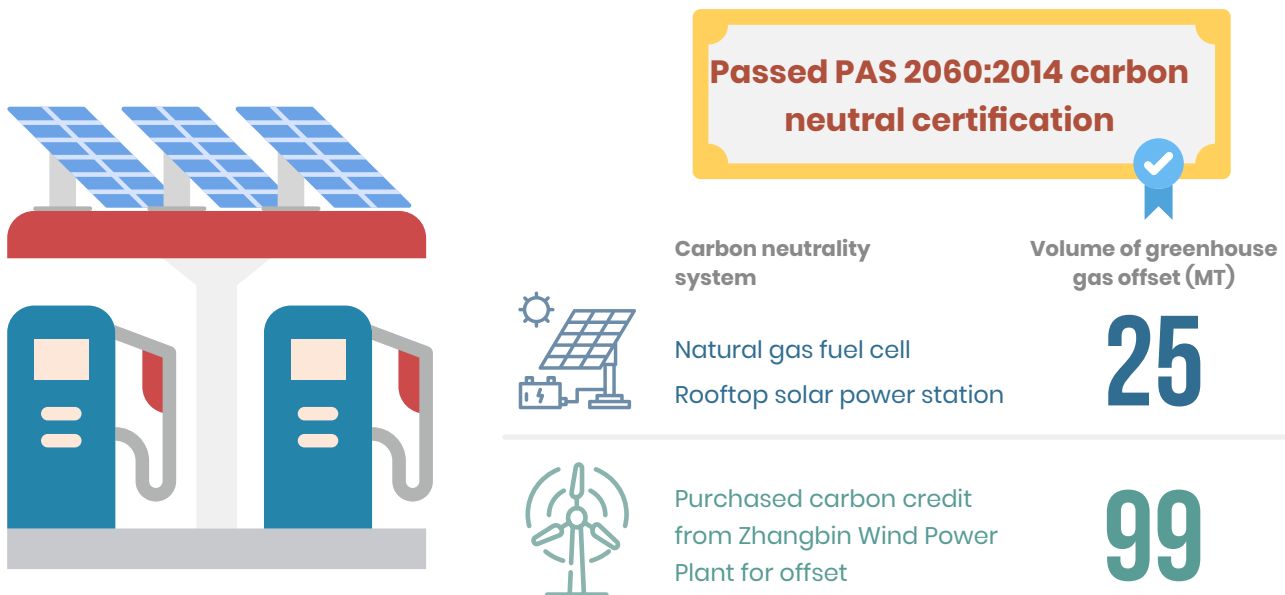 Passed PAS 2060:2014 carbon
neutral certification
Carbon neutrality
system
Volume of greenhouse
gas offset (MT)
Natural gas fuel cell
Rooftop solar power station
25
Purchased carbon credit
from Zhangbin Wind Power
Plant for offset
99